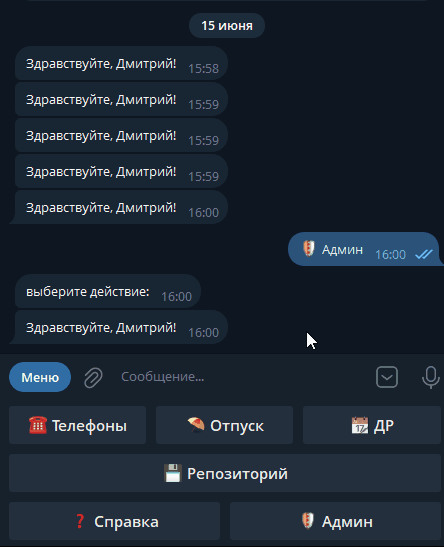 15 июня
Здравствуйте, Дмитрий! 15:58
Здравствуйте, Дмитрий! 15:59
Здравствуйте, Дмитрий! 15:59
Здравствуйте, Дмитрий! 15:59
Здравствуйте, Дмитрий! 16:00
Админ 16:00
выберите действие: 16:00
Здравствуйте, Дмитрий! 16:00
Меню Сообщение...
Телефоны Отпуск ДР
Репозиторий
Справка Админ